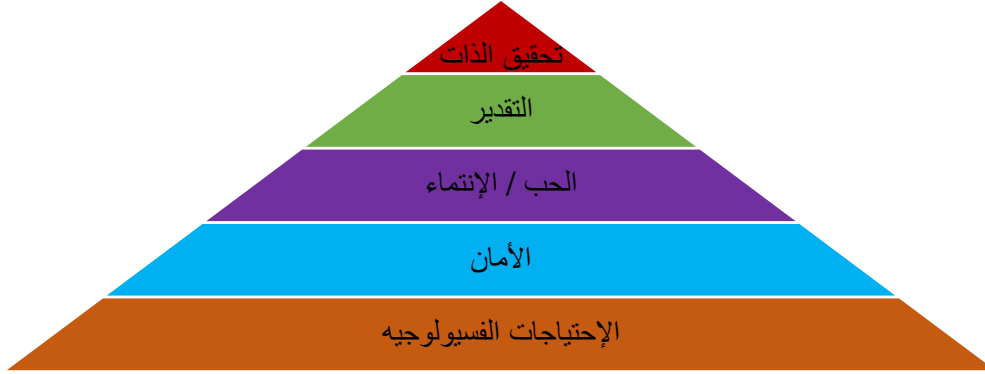 تحقيق الذات
التقدير
الحب / الإنتماء
الأمان
الإحتياجات الفسيولوجيه